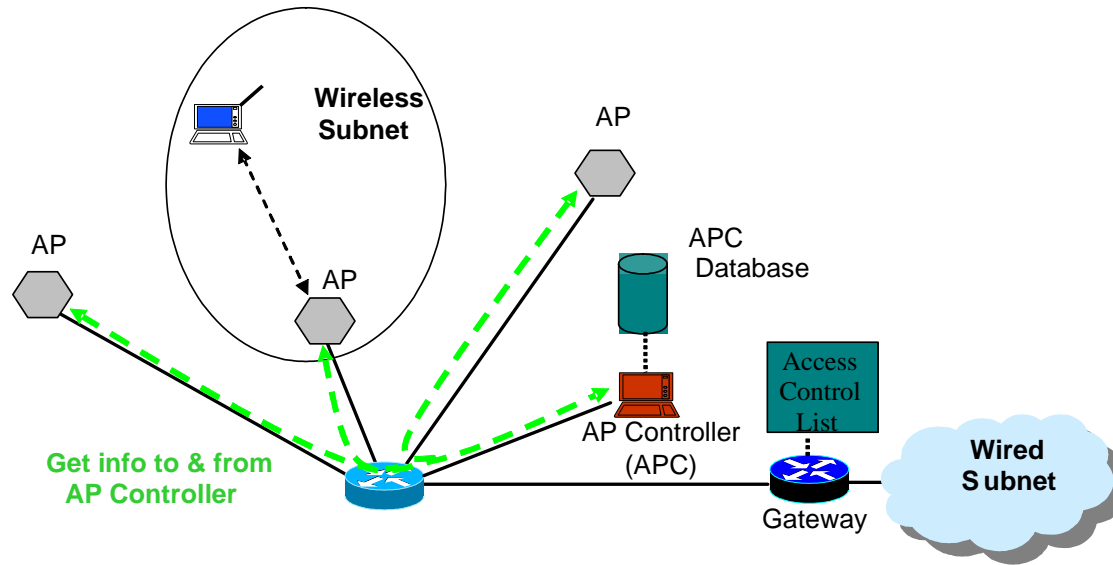 Wireless
Subnet
AP
AP
AP
APC
Database
Access
Control
List
AP Controller
(APC)
Get info to & from
AP Controller
Wired
Subnet
Gateway